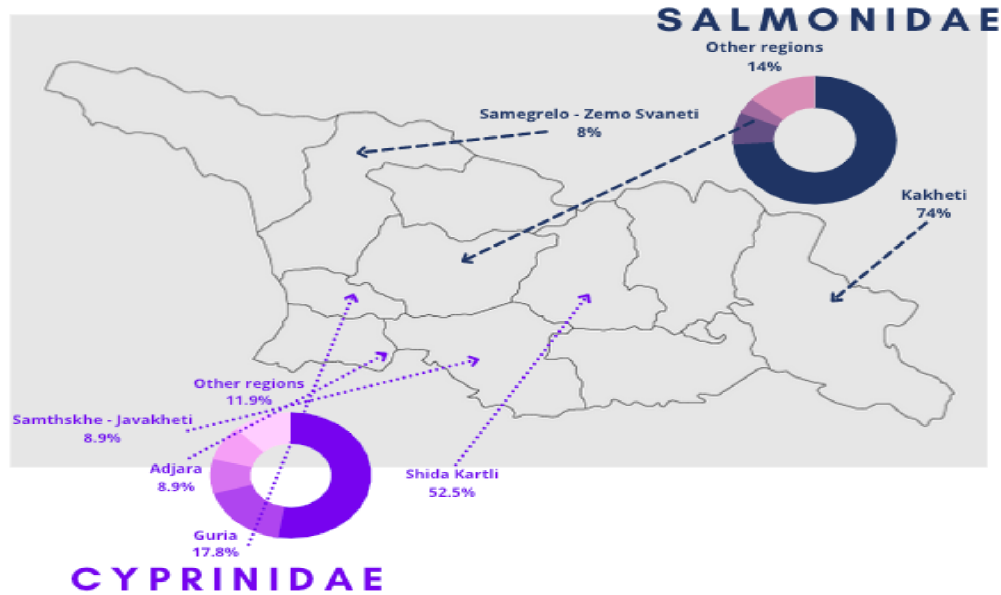 SALMONIDAE
Other regions
14%
Samegrelo - Zemo Svaneti
8%
Kakheti
74%
Other regions
11.9%
Samthskhe - Javakheti
8.9%
Adjara
8.9%
Shida Kartli
52.5%
Guria
17.8%
CYPRINIDAE